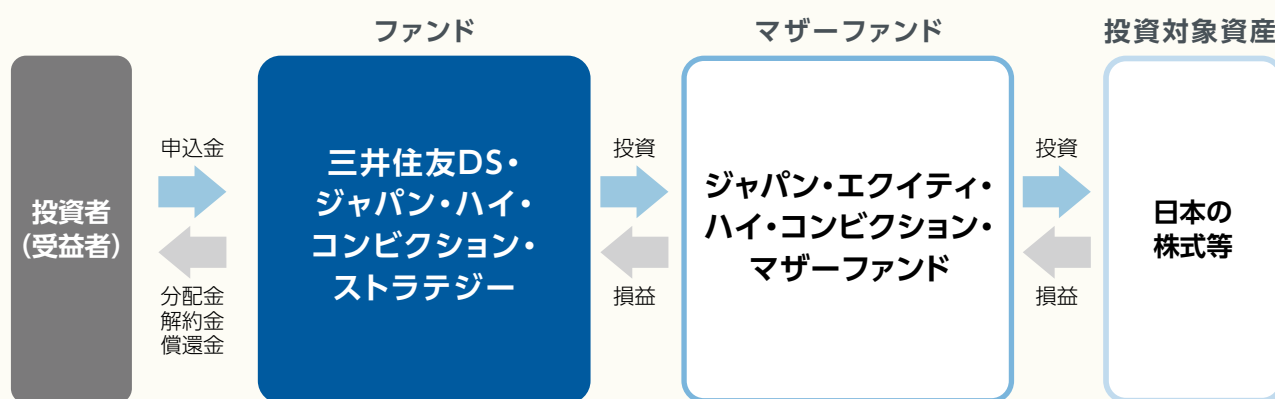 ファンド
マザーファンド
投資対象資産
投資者
(受益者)
申込金
分配金
解約金
償還金
三井住友DS・
ジャパン・ハイ・
コンビクション・
ストラテジー
投資
損益
ジャパン・エクイティ・
ハイ・コンビクション・
マザーファンド
投資
損益
日本の
株式等